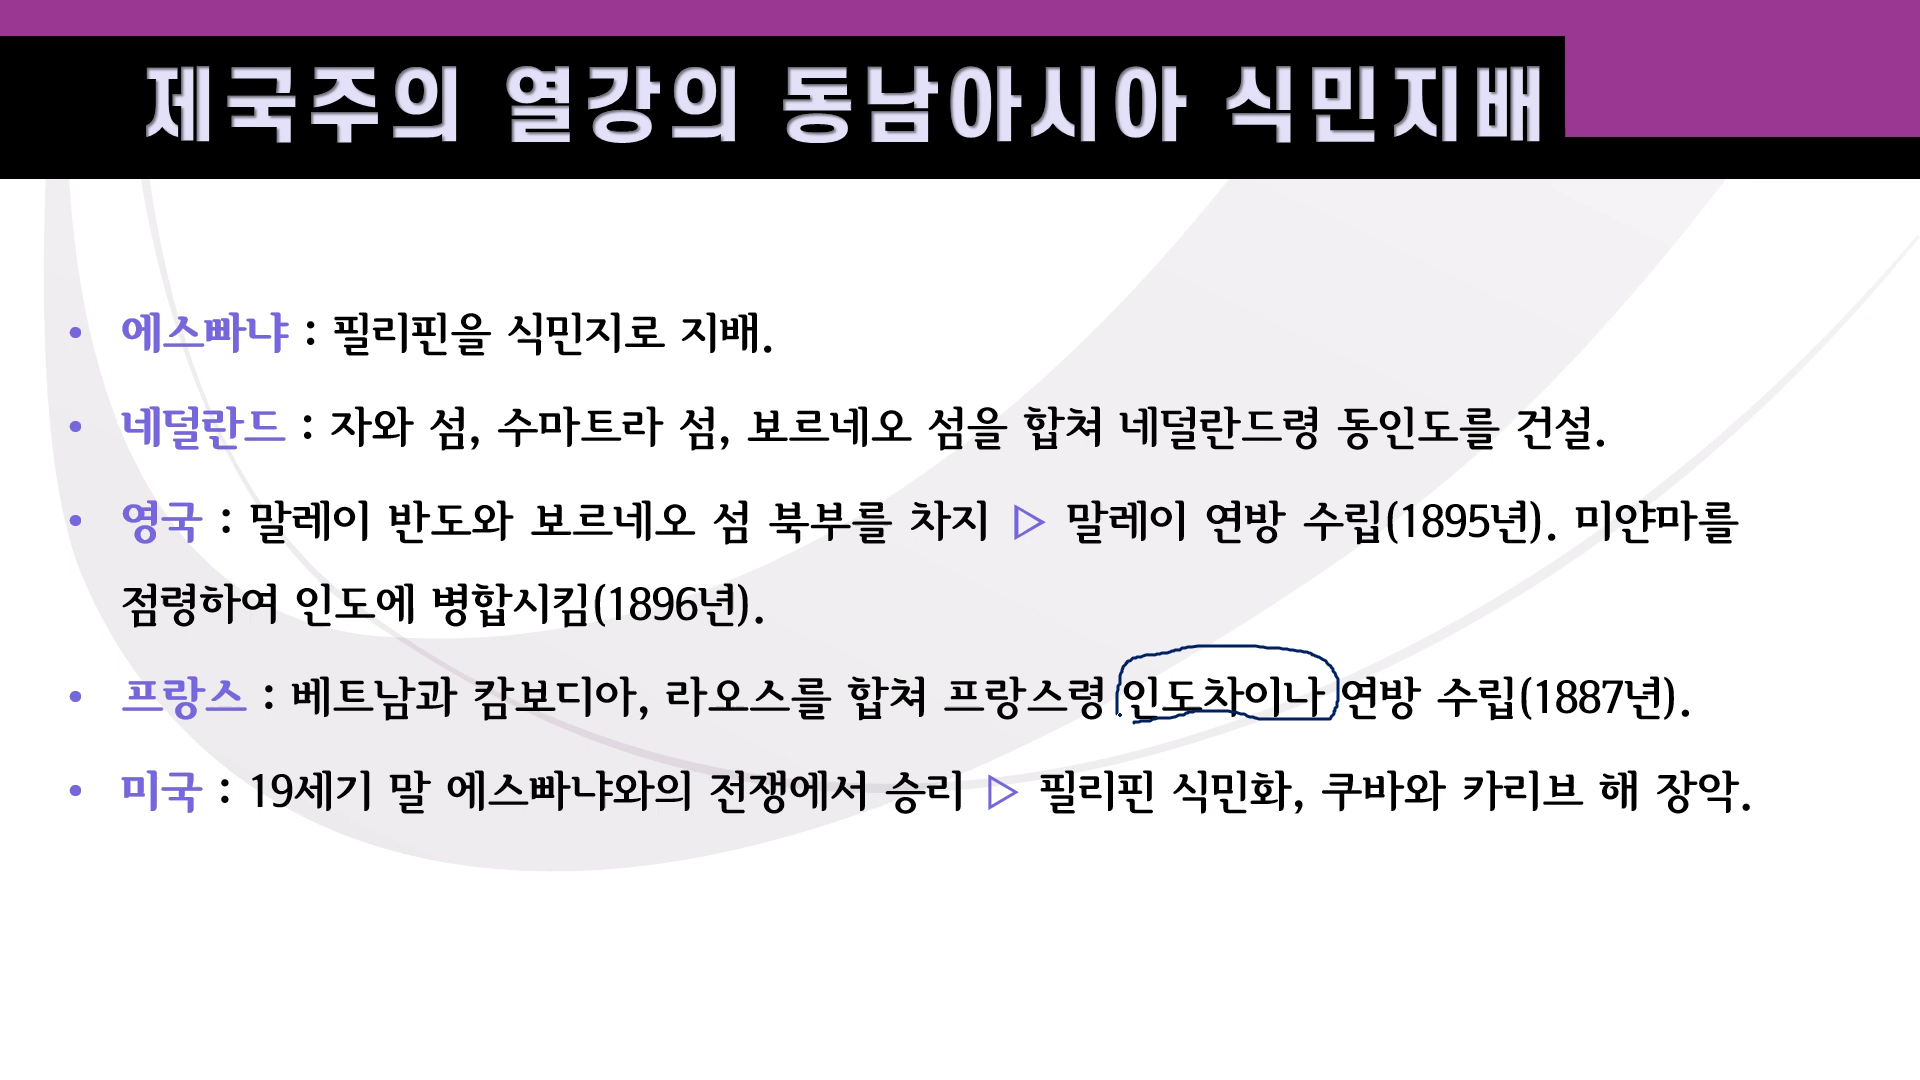 제국주의 열강의 동남아시아 식민지배
• 에스빠냐 : 필리핀을 식민지로 지배.
• 네덜란드 : 자와 섬, 수마트라 섬, 보르네오 섬을 합쳐 네덜란드령 동인도를 건설.
• 영국 : 말레이 반도와 보르네오 섬 북부를 차지 ▷ 말레이 연방 수립(1895년). 미얀마를
점령하여 인도에 병합시킴(1896년).
• 프랑스 : 베트남과 캄보디아, 라오스를 합쳐 프랑스령 인도차이나 연방 수립(1887년).
• 미국 : 19세기 말 에스빠냐와의 전쟁에서 승리 ▷ 필리핀 식민화, 쿠바와 카리브 해 장악.